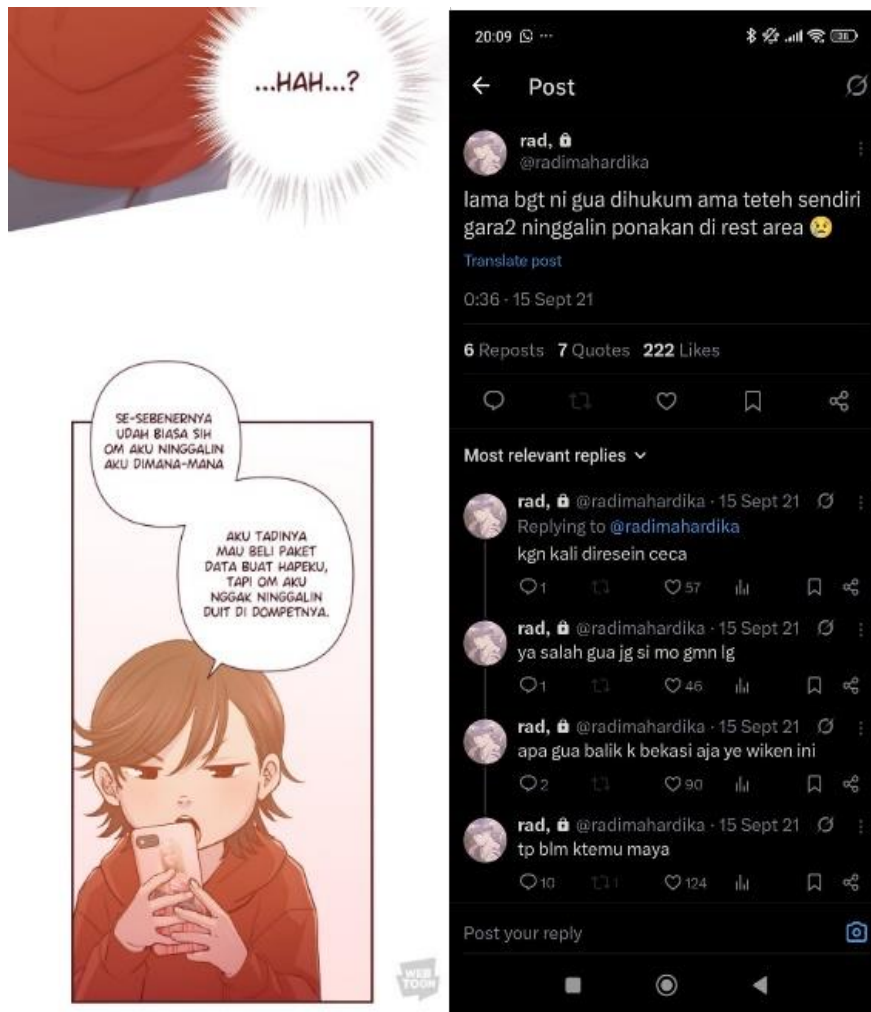 ...HAH...?
SE-SEBENERNYA
UDAH BIASA SIH
OM AKU NINGGALIN
AKU DIMANA-MANA
AKU TADINYA
MAU BELI PAKET
DATA BUAT HAPEKU,
TAPI OM AKU
NGGAK NINGGALIN
DUIT DI DOMPETNYA.
WEB
TOON
20:09
38
Post
rad,
@radimahardika
lama bgt ni gua dihukum ama teteh sendiri
gara2 ninggalin ponakan di rest area 😢
Translate post
0:36 · 15 Sept 21
6 Reposts 7 Quotes 222 Likes
Most relevant replies
rad, @radimahardika · 15 Sept 21
Replying to @radimahardika
kgn kali diresein ceca
1 57
rad, @radimahardika · 15 Sept 21
ya salah gua jg si mo gmn lg
1 46
rad, @radimahardika · 15 Sept 21
apa gua balik k bekasi aja ye wiken ini
2 90
rad, @radimahardika · 15 Sept 21
tp blm ktemu maya
10 1 124
Post your reply